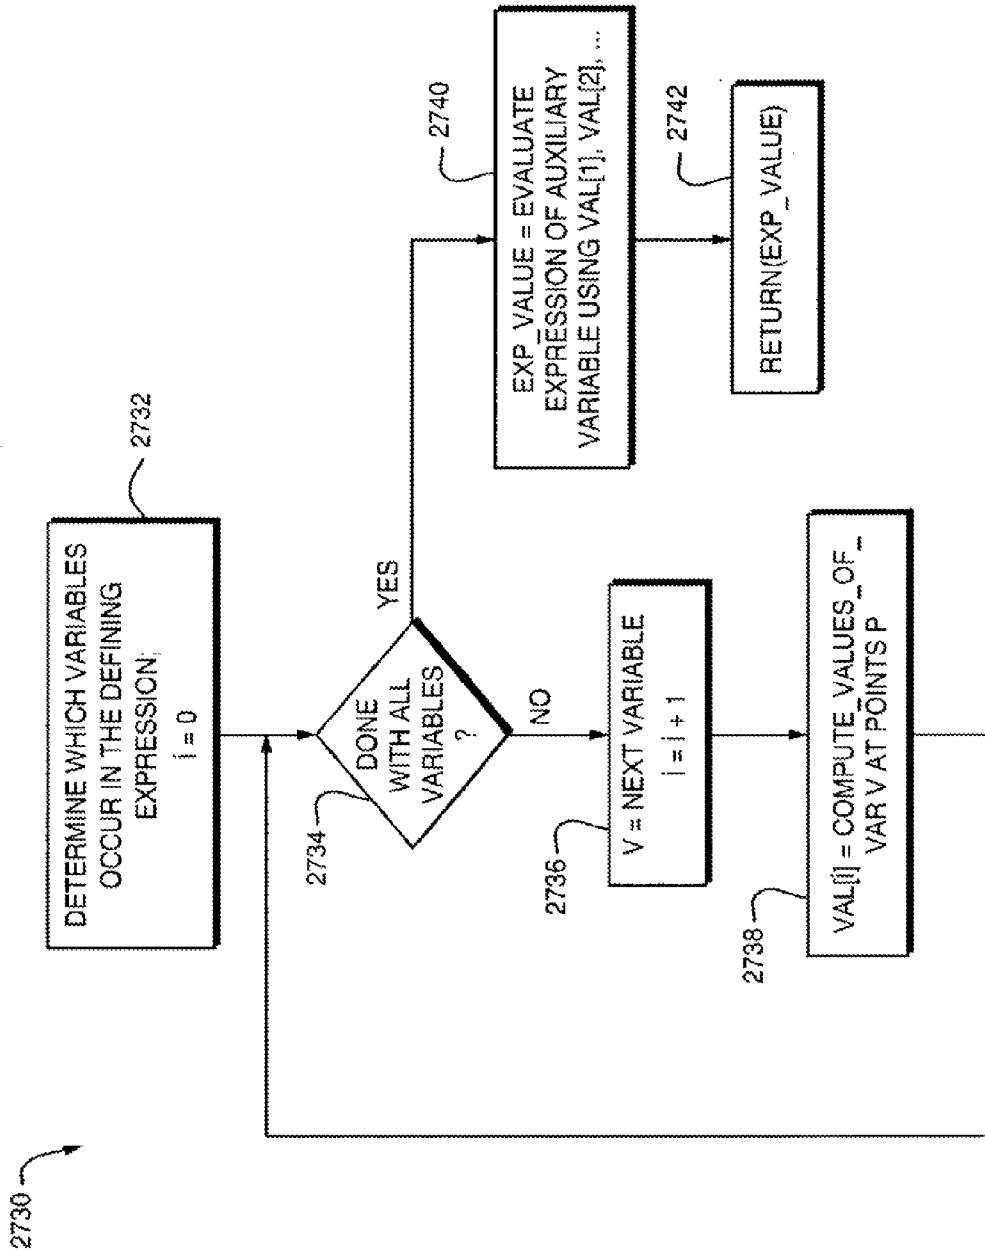 2730
DETERMINE WHICH VARIABLES
OCCUR IN THE DEFINING
EXPRESSION;
i = 0
2732
DONE
WITH ALL
VARIABLES
?
2734
YES
NO
V = NEXT VARIABLE
i = i + 1
2736
VAL[i] = COMPUTE_VALUES_OF_
VAR V AT POINTS P
2738
EXP_VALUE = EVALUATE
EXPRESSION OF AUXILIARY
VARIABLE USING VAL[1], VAL[2], ...
2740
RETURN(EXP_VALUE)
2742